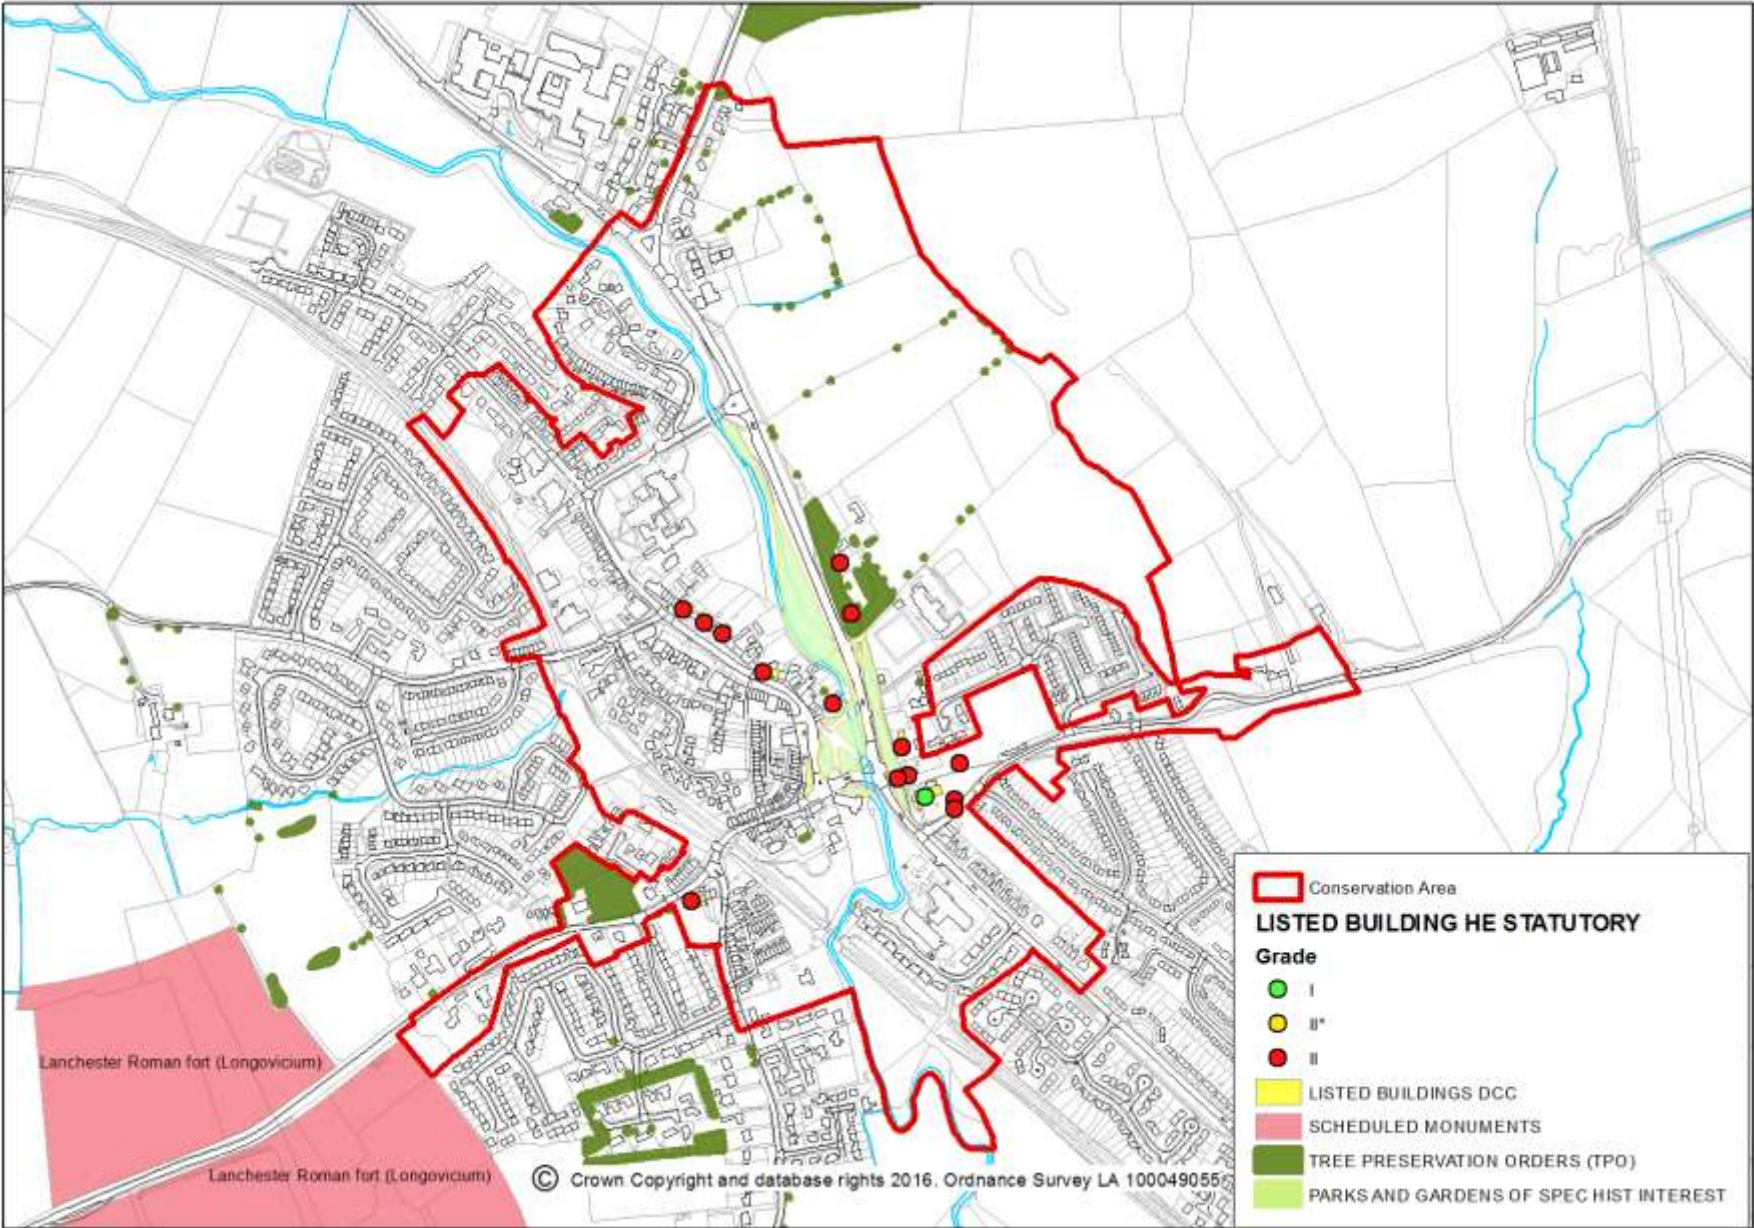 Conservation Area
LISTED BUILDING HE STATUTORY
Grade
I
II*
II
LISTED BUILDINGS DCC
SCHEDULED MONUMENTS
TREE PRESERVATION ORDERS (TPO)
PARKS AND GARDENS OF SPEC HIST INTEREST
Lanchester Roman fort (Longovicium)
Lanchester Roman fort (Longovicium)
© Crown Copyright and database rights 2016. Ordnance Survey LA 100049055